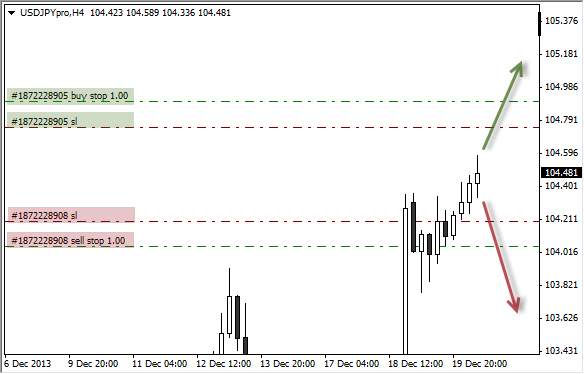 USDJPYpro,H4 104.423 104.589 104.336 104.481
105.376
105.181
104.986
#1872228905 buy stop 1.00
104.791
#1872228905 sl
104.596
104.481
104.401
#1872228908 sl
104.211
#1872228908 sell stop 1.00
104.016
103.821
103.626
103.431
6 Dec 2013 9 Dec 20:00 11 Dec 04:00 12 Dec 12:00 13 Dec 20:00 17 Dec 04:00 18 Dec 12:00 19 Dec 20:00